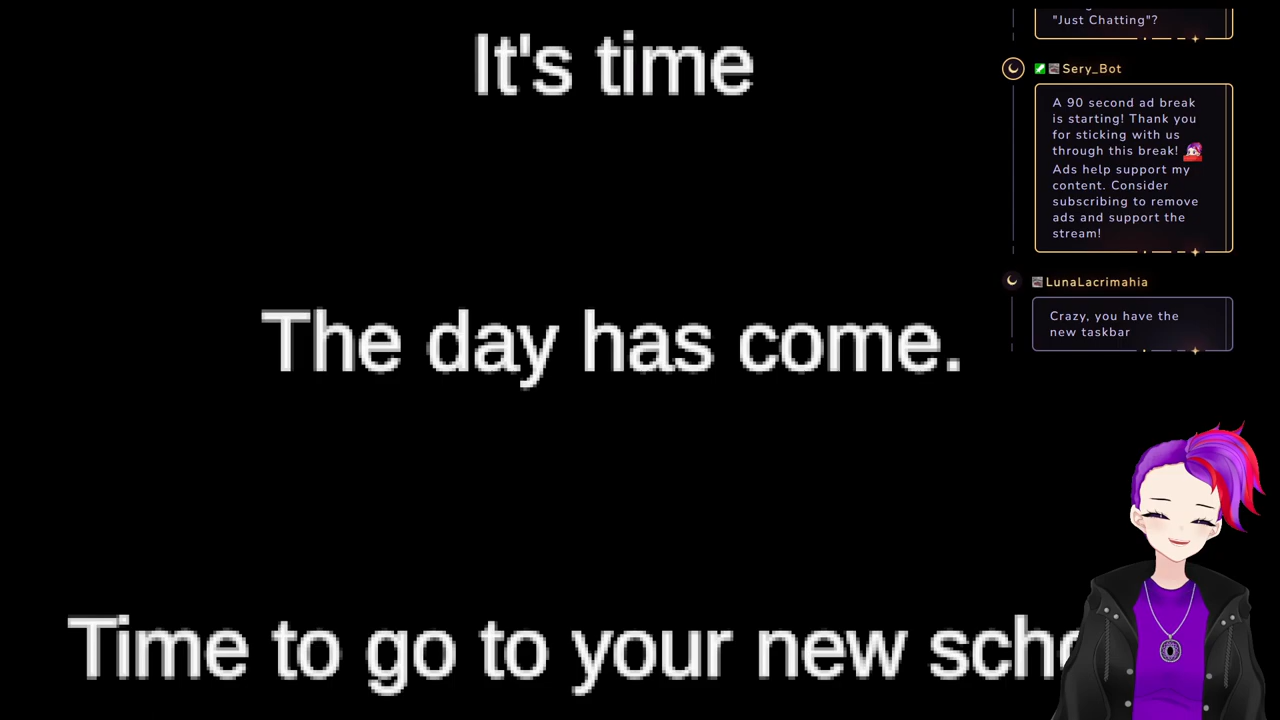 It's time
The day has come.
Time to go to your new
"Just Chatting"?
Sery_Bot
A 90 second ad break
is starting! Thank you
for sticking with us
through this break!
Ads help support my
content. Consider
subscribing to remove
ads and support the
stream!
LunaLacrimahia
Crazy, you have the
new taskbar